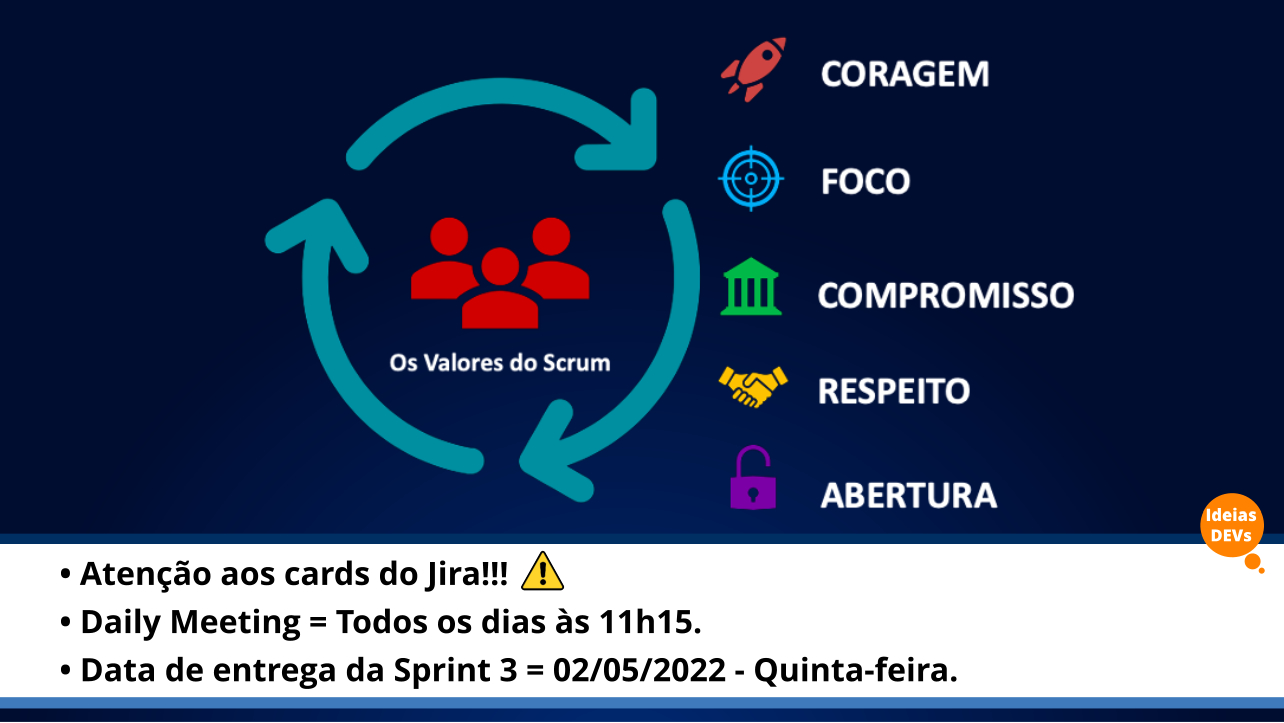 CORAGEM
FOCO
COMPROMISSO
RESPEITO
ABERTURA
Os Valores do Scrum
Ideias
DEVs
• Atenção aos cards do Jira!!! ⚠
• Daily Meeting = Todos os dias às 11h15.
• Data de entrega da Sprint 3 = 02/05/2022 - Quinta-feira.